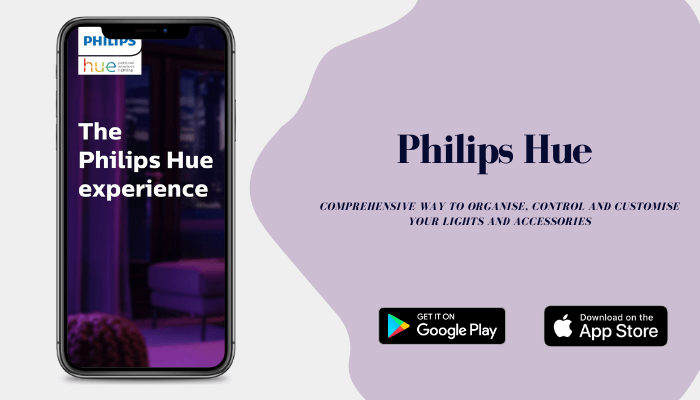 PHILIPS
hue personal wireless lighting
The
Philips Hue
experience
Philips Hue
COMPREHENSIVE WAY TO ORGANISE, CONTROL AND CUSTOMISE
YOUR LIGHTS AND ACCESSORIES
GET IT ON
Google Play
Download on the
App Store